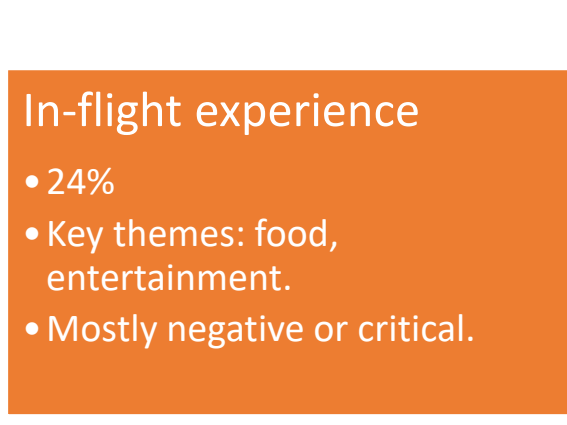 In-flight experience
•24%
•Key themes: food,
entertainment.
•Mostly negative or critical.